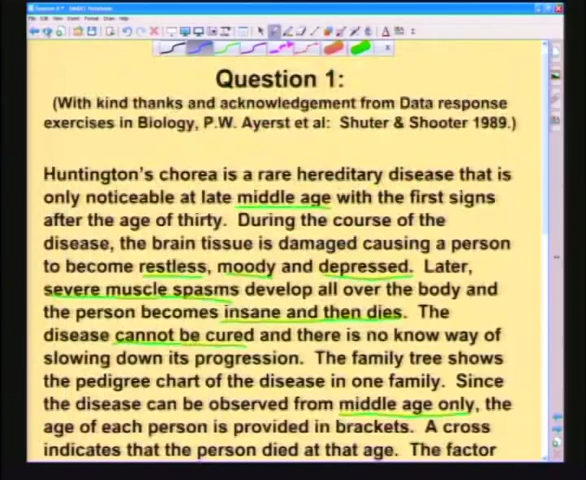 Question 1:
(With kind thanks and acknowledgement from Data response
exercises in Biology, P.W. Ayerst et al: Shuter & Shooter 1989.)
Huntington's chorea is a rare hereditary disease that is
only noticeable at late middle age with the first signs
after the age of thirty. During the course of the
disease, the brain tissue is damaged causing a person
to become restless, moody and depressed. Later,
severe muscle spasms develop all over the body and
the person becomes insane and then dies. The
disease cannot be cured and there is no know way of
slowing down its progression. The family tree shows
the pedigree chart of the disease in one family. Since
the disease can be observed from middle age only, the
age of each person is provided in brackets. A cross
indicates that the person died at that age. The factor